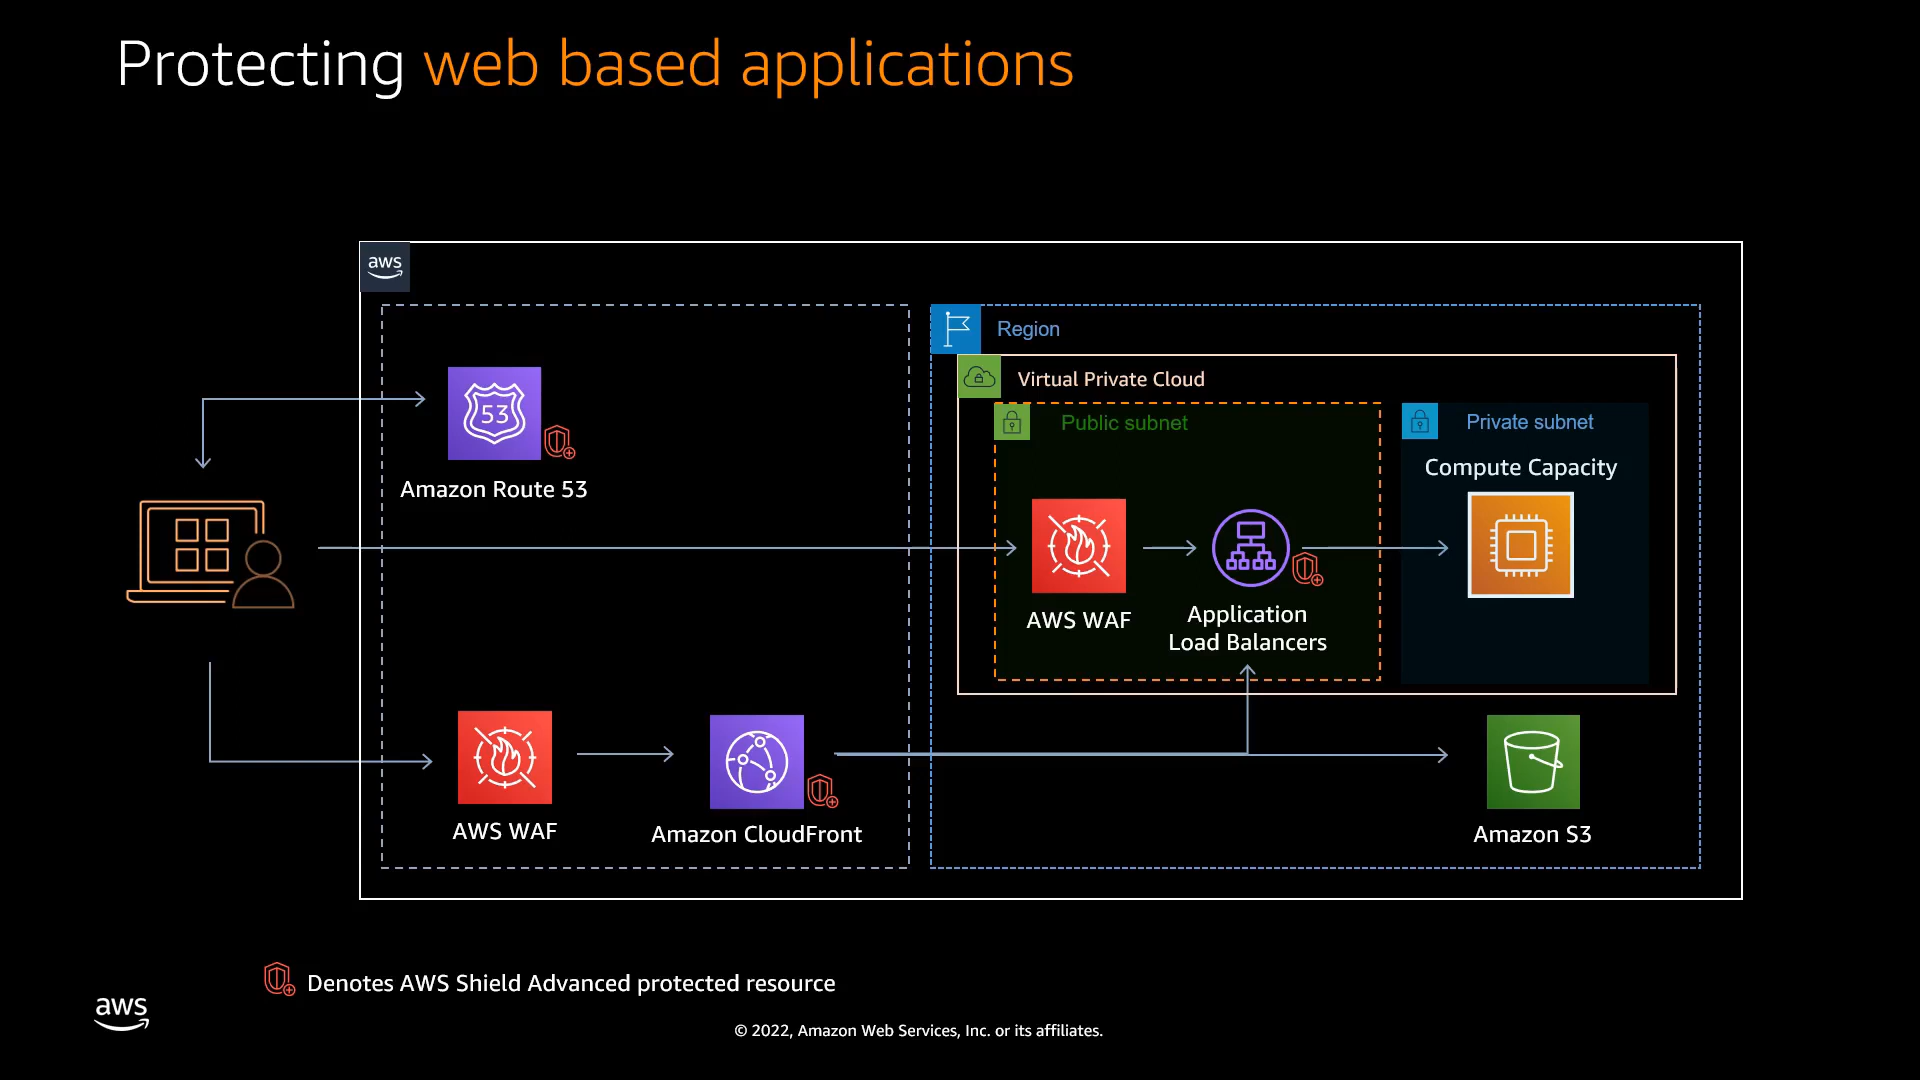 Protecting web based applications
aws
Region
Virtual Private Cloud
Public subnet
Private subnet
Compute Capacity
53
Amazon Route 53
AWS WAF
Application
Load Balancers
AWS WAF
Amazon CloudFront
Amazon S3
Denotes AWS Shield Advanced protected resource
aws
© 2022, Amazon Web Services, Inc. or its affiliates.